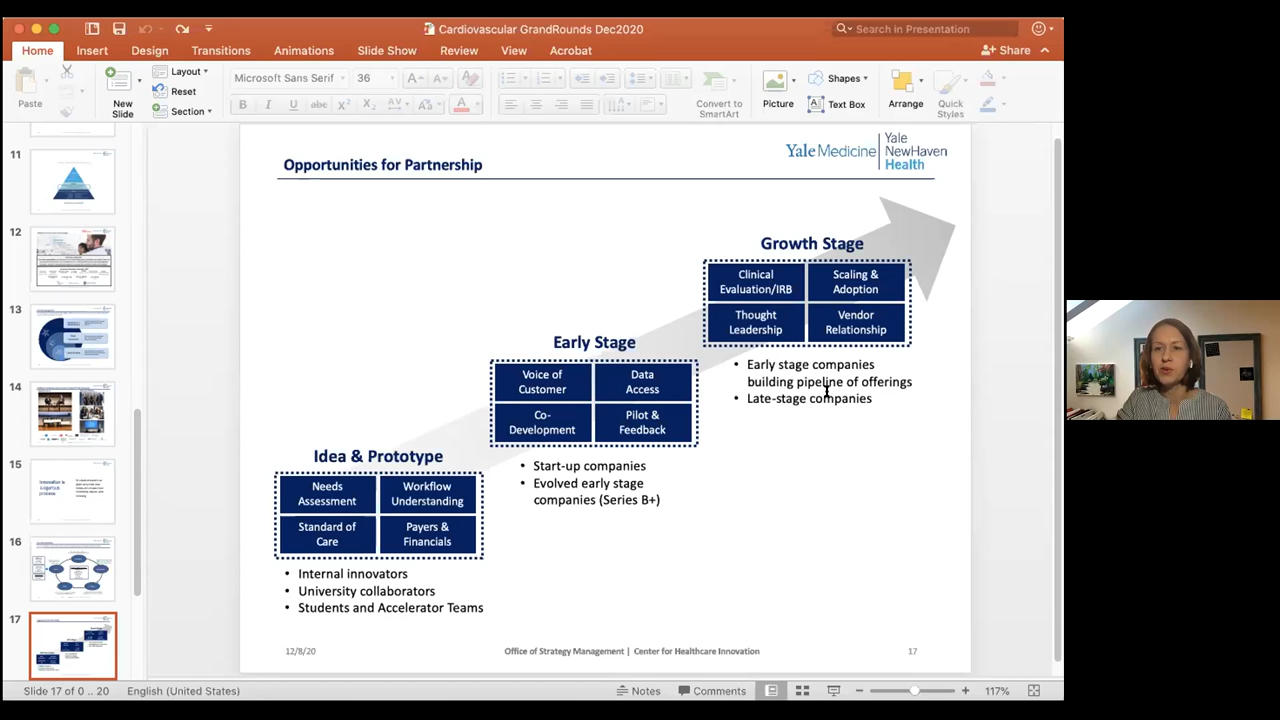 Cardiovascular GrandRounds Dec2020
Search in Presentation
Home
Insert
Design
Transitions
Animations
Slide Show
Review
View
Acrobat
Share
Paste
New
Slide
Layout
Reset
Section
Microsoft Sans Serif
36
Convert to
SmartArt
Picture
Shapes
Text Box
Arrange
Quick
Styles
11
12
13
14
15
16
17
Opportunities for Partnership
Yale Medicine
Yale
NewHaven
Health
Growth Stage
Clinical
Evaluation/IRB
Scaling &
Adoption
Thought
Leadership
Vendor
Relationship
• Early stage companies
building pipeline of offerings
• Late-stage companies
Early Stage
Voice of
Customer
Data
Access
Co-
Development
Pilot &
Feedback
• Start-up companies
• Evolved early stage
companies (Series B+)
Idea & Prototype
Needs
Assessment
Workflow
Understanding
Standard of
Care
Payers &
Financials
• Internal innovators
• University collaborators
• Students and Accelerator Teams
12/8/20
Office of Strategy Management | Center for Healthcare Innovation
17
Slide 17 of 0 .. 20
English (United States)
Notes
Comments
117%